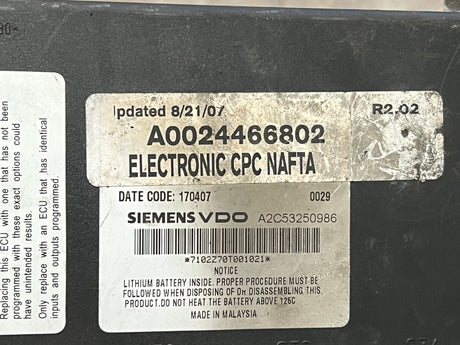 80-
Replacing this ECU with one that has not been
programmed with these exact options could
have unintended results.
Only replace with an ECU that has identical
inputs and outputs programmed.
pdated 8/21/07
R2.02
A0024466802
ELECTRONIC CPC NAFTA
DATE CODE: 170407 0029
SIEMENS VDO A2C53250986
*7102Z70T001021*
NOTICE
LITHIUM BATTERY INSIDE. PROPER PROCEDURE MUST BE
FOLLOWED WHEN DISPOSING OF OR DISASSEMBLING THIS
PRODUCT.DO NOT HEAT THE BATTERY ABOVE 126C
MADE IN MALAYSIA